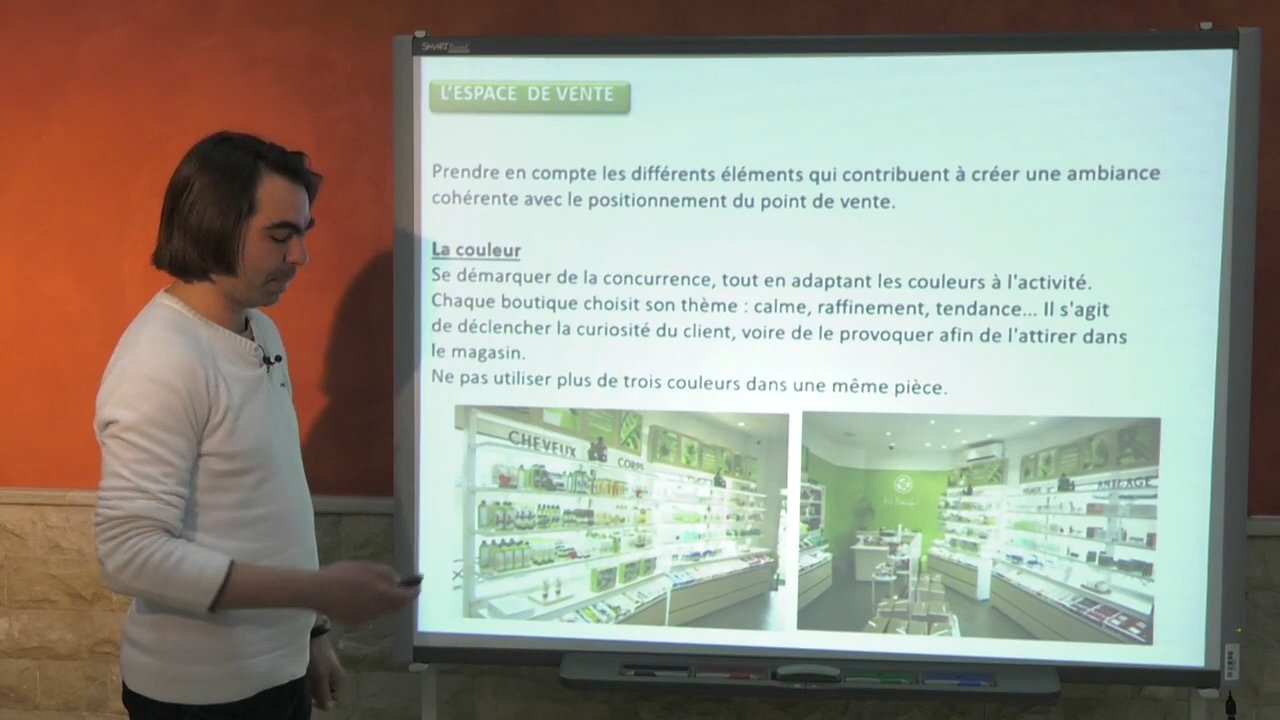 SMART Board
L'ESPACE DE VENTE
Prendre en compte les différents éléments qui contribuent à créer une ambiance
cohérente avec le positionnement du point de vente.
La couleur
Se démarquer de la concurrence, tout en adaptant les couleurs à l'activité.
Chaque boutique choisit son thème : calme, raffinement, tendance... Il s'agit
de déclencher la curiosité du client, voire de le provoquer afin de l'attirer dans
le magasin.
Ne pas utiliser plus de trois couleurs dans une même pièce.
CHEVEUX
CORPS